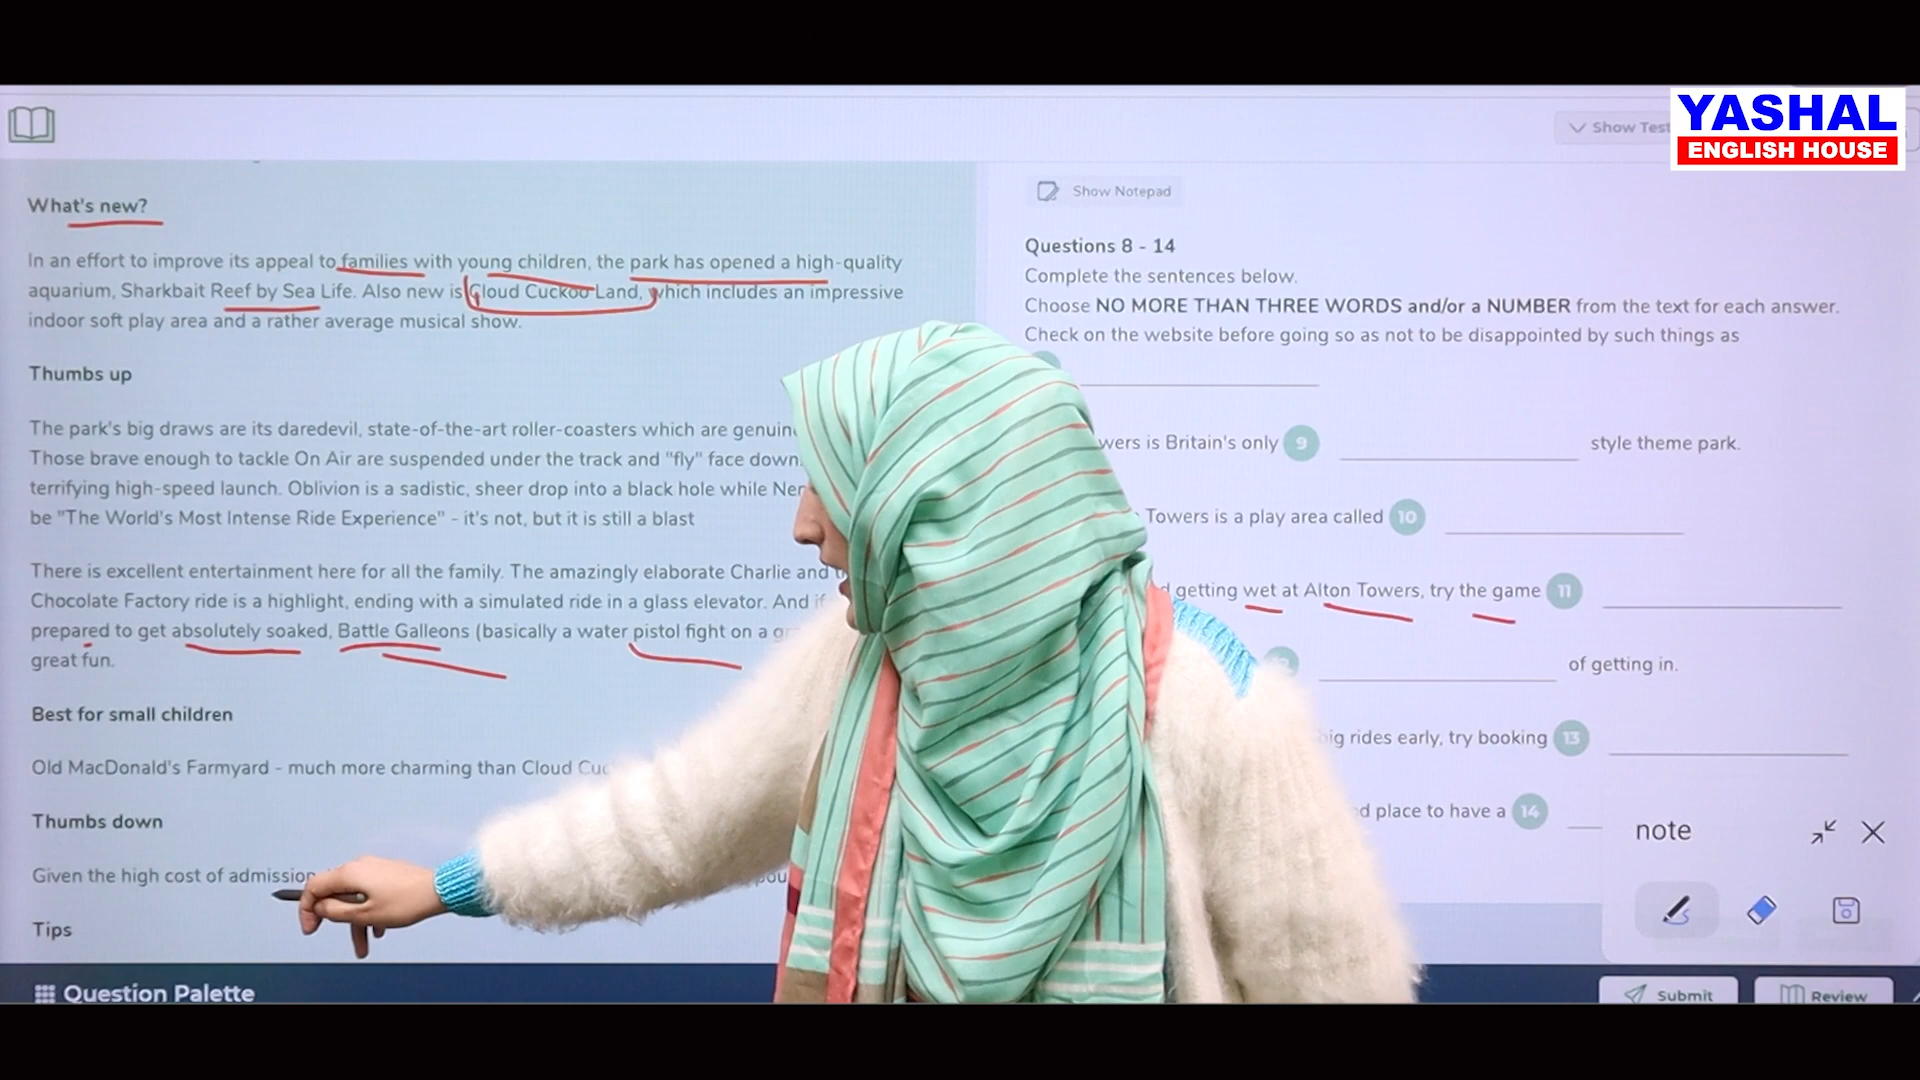 YASHAL
ENGLISH HOUSE
Show Test
What's new?
In an effort to improve its appeal to families with young children, the park has opened a high-quality
aquarium, Sharkbait Reef by Sea Life. Also new is Cloud Cuckoo Land, which includes an impressive
indoor soft play area and a rather average musical show.
Thumbs up
The park's big draws are its daredevil, state-of-the-art roller-coasters which are
Those brave enough to tackle On Air are suspended under the track and "fly" face down.
terrifying high-speed launch. Oblivion is a sadistic, sheer drop into a black hole while
be "The World's Most Intense Ride Experience" - it's not, but it is still a blast
There is excellent entertainment here for all the family. The amazingly elaborate Charlie and
Chocolate Factory ride is a highlight, ending with a simulated ride in a glass elevator. And
prepared to get absolutely soaked, Battle Galleons (basically a water pistol fight on a
great fun.
Best for small children
Old MacDonald's Farmyard - much more charming than Cloud
Thumbs down
Given the high cost of admission
Tips
Question Palette
Show Notepad
Questions 8 - 14
Complete the sentences below.
Choose NO MORE THAN THREE WORDS and/or a NUMBER from the text for each answer.
Check on the website before going so as not to be disappointed by such things as
is Britain's only 9 style theme park.
Towers is a play area called 10
getting wet at Alton Towers, try the game 11
of getting in.
rides early, try booking 13
place to have a 14
note
Submit
Review